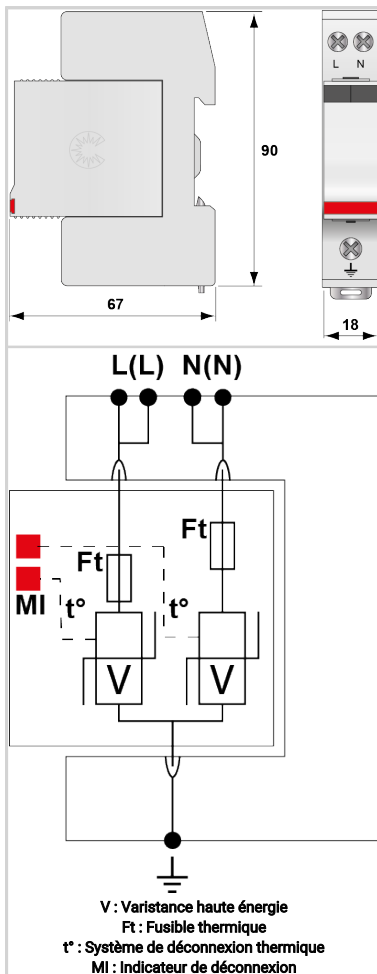 L N
90
67
18
L(L) N(N)
Ft
Ft
MI
t°
t°
V
V
V : Varistance haute énergie
Ft : Fusible thermique
t° : Système de déconnexion thermique
MI : Indicateur de déconnexion